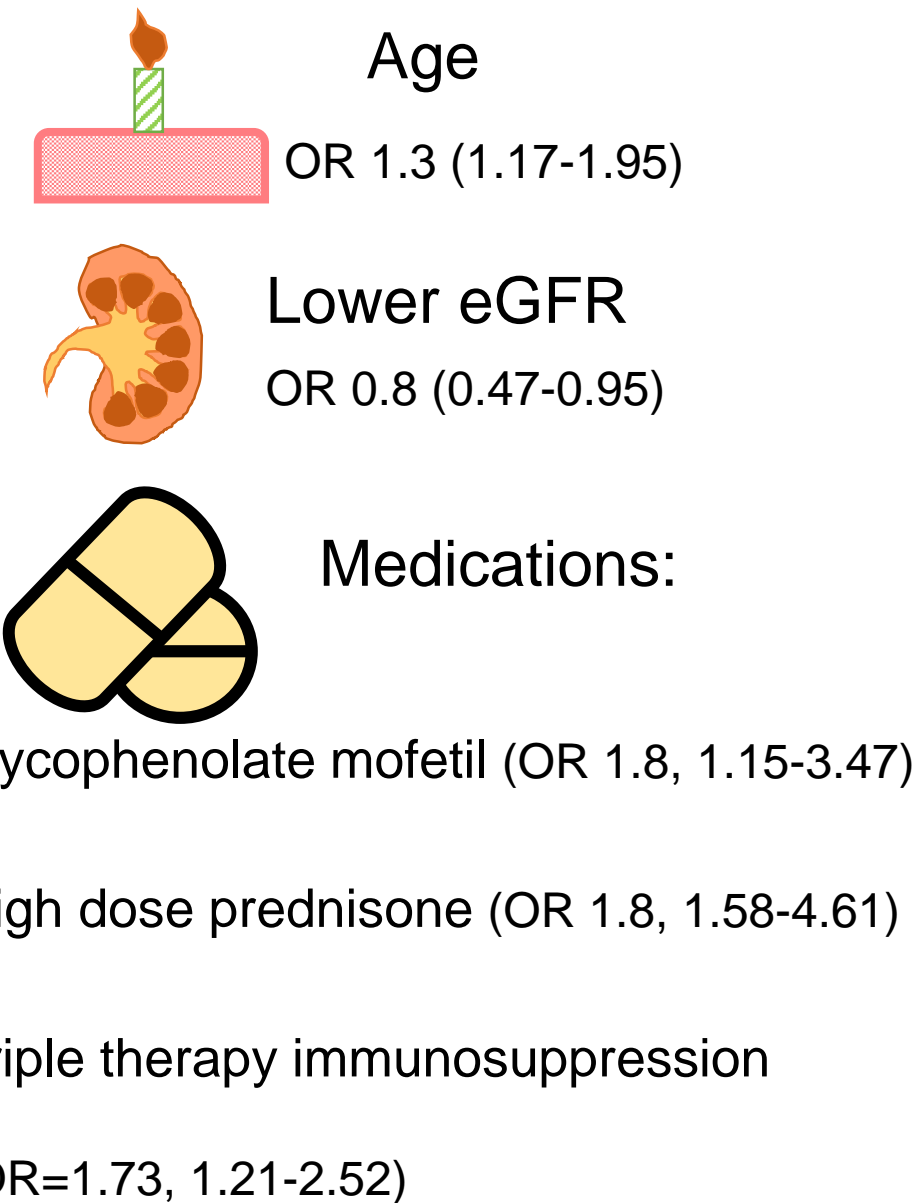 Age
OR 1.3 (1.17-1.95)
Lower eGFR
OR 0.8 (0.47-0.95)
Medications:
ycophenolate mofetil (OR 1.8, 1.15-3.47)
igh dose prednisone (OR 1.8, 1.58-4.61)
riple therapy immunosuppression
OR=1.73, 1.21-2.52)